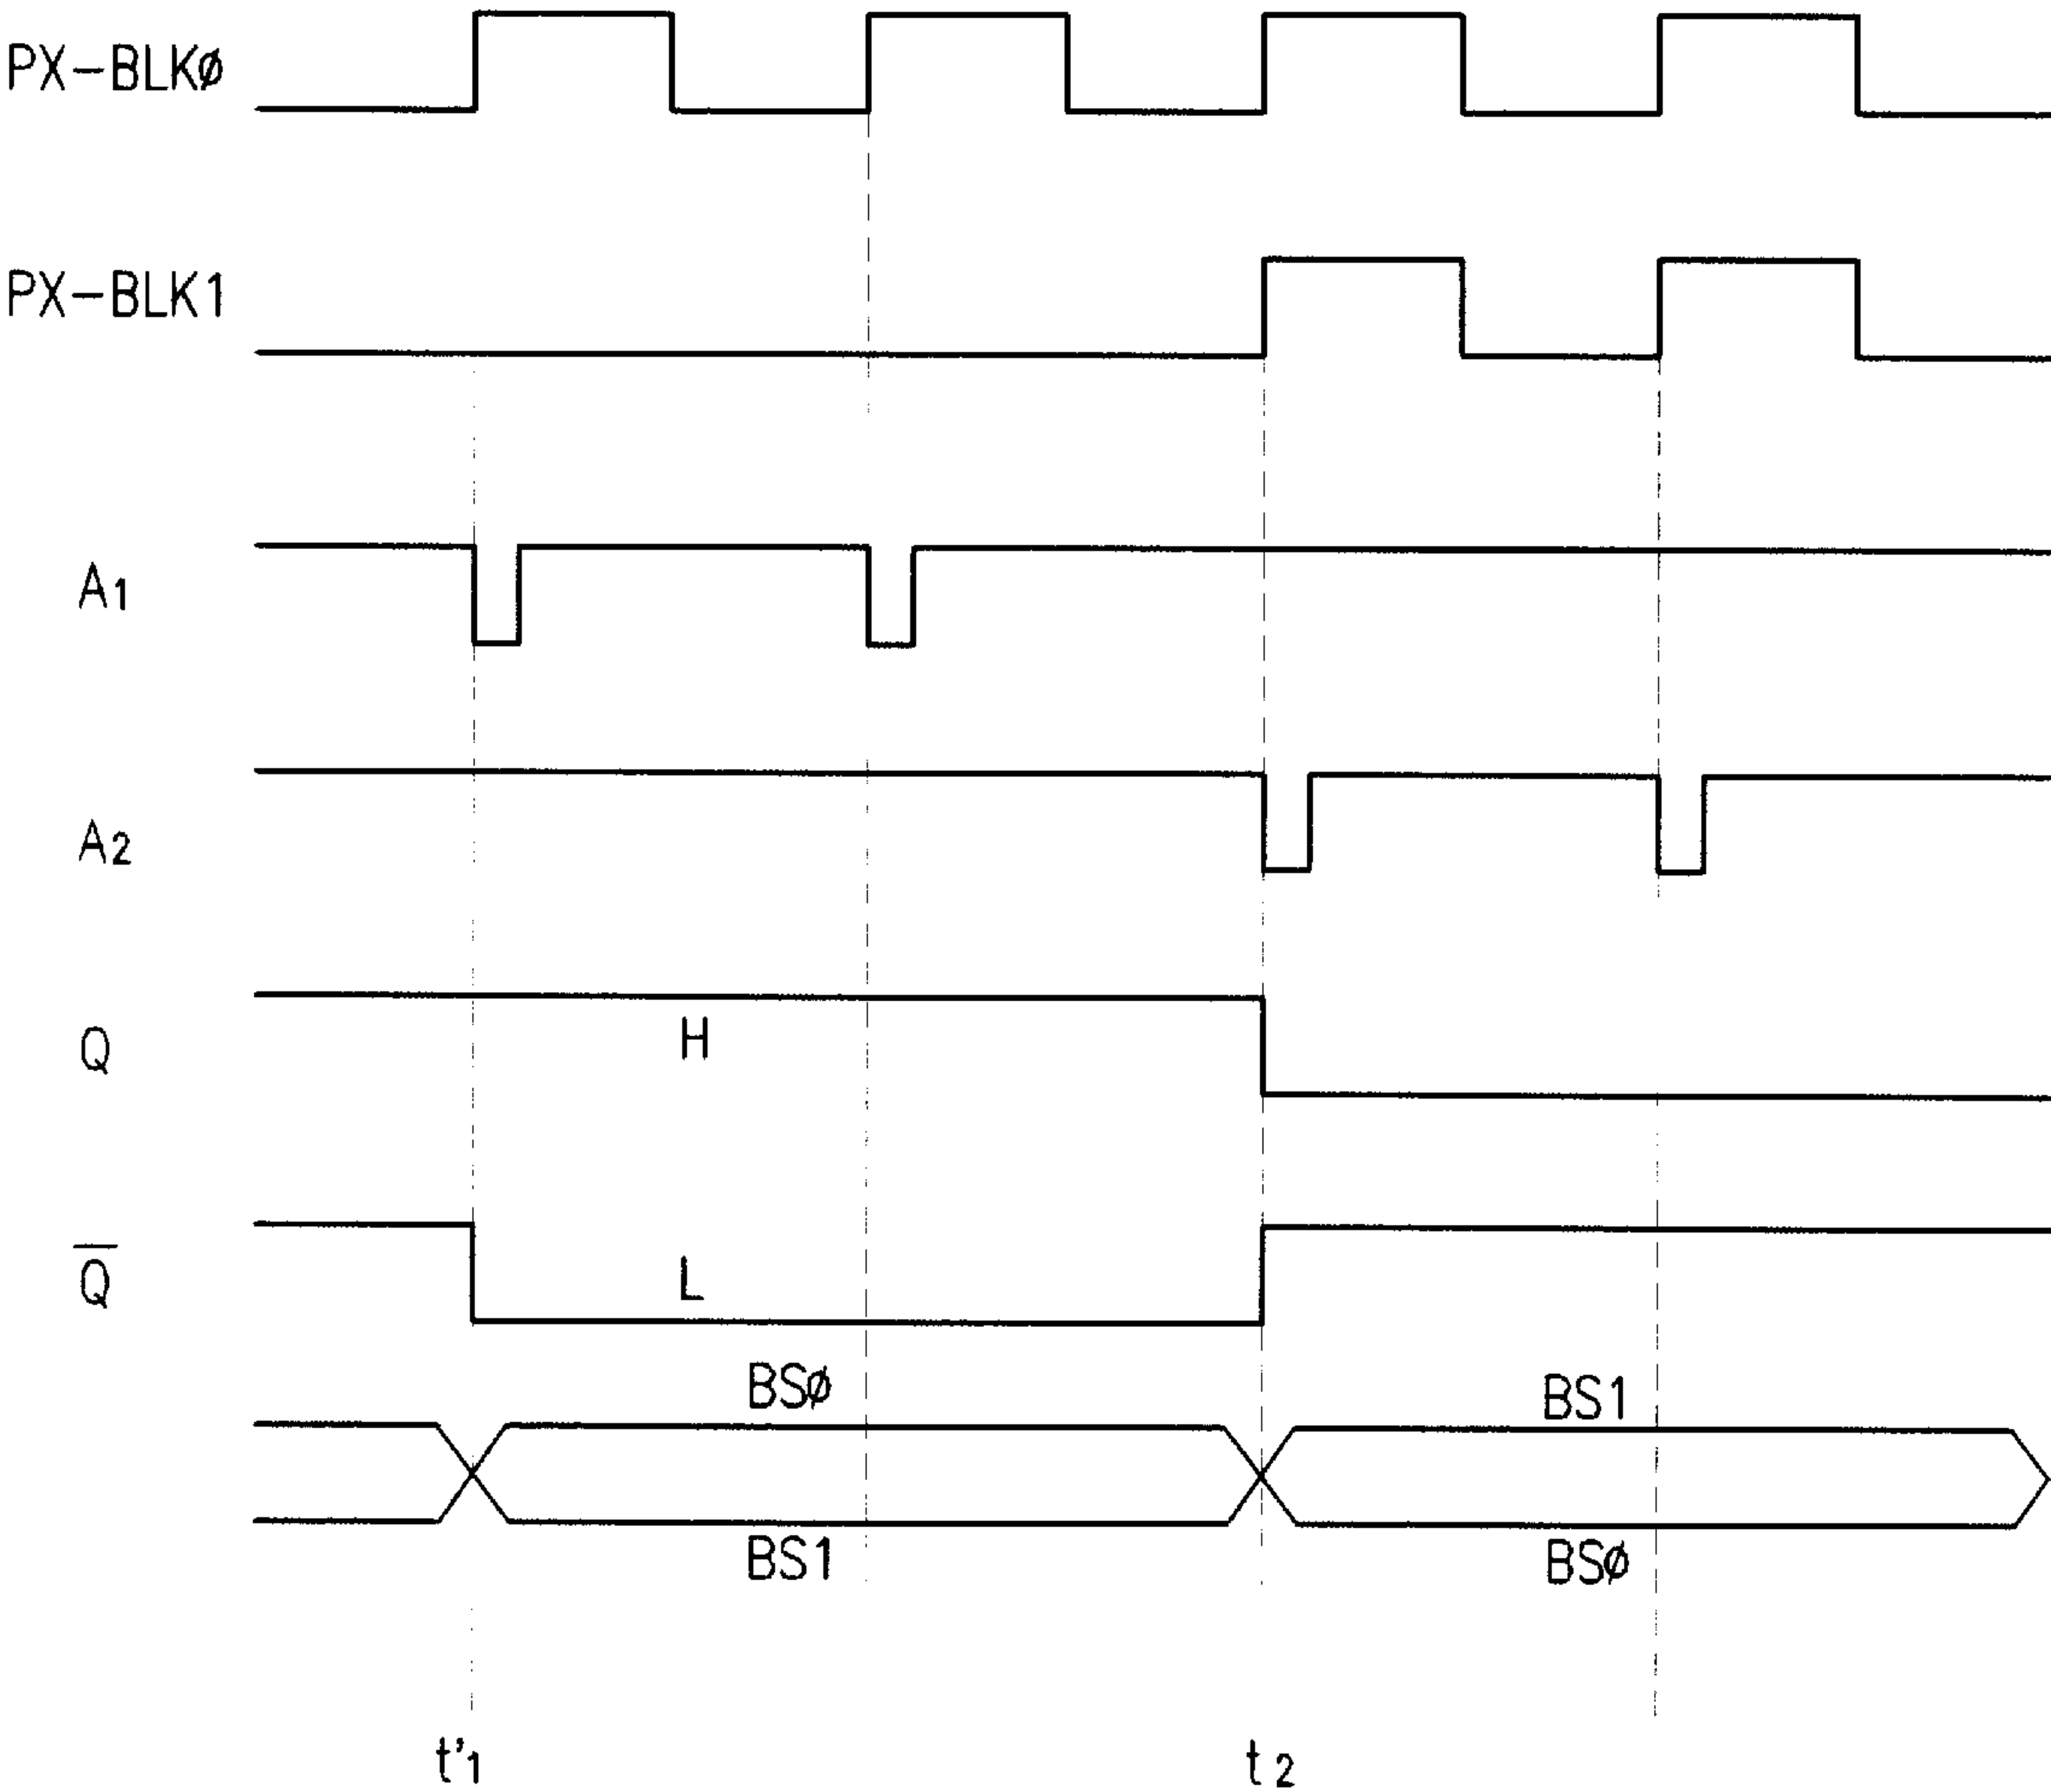 PX-BLKø
PX-BLK1
A1
A2
Q
H
Q̅
L
BSø
BS1
BS1
BSø
t'1
t2